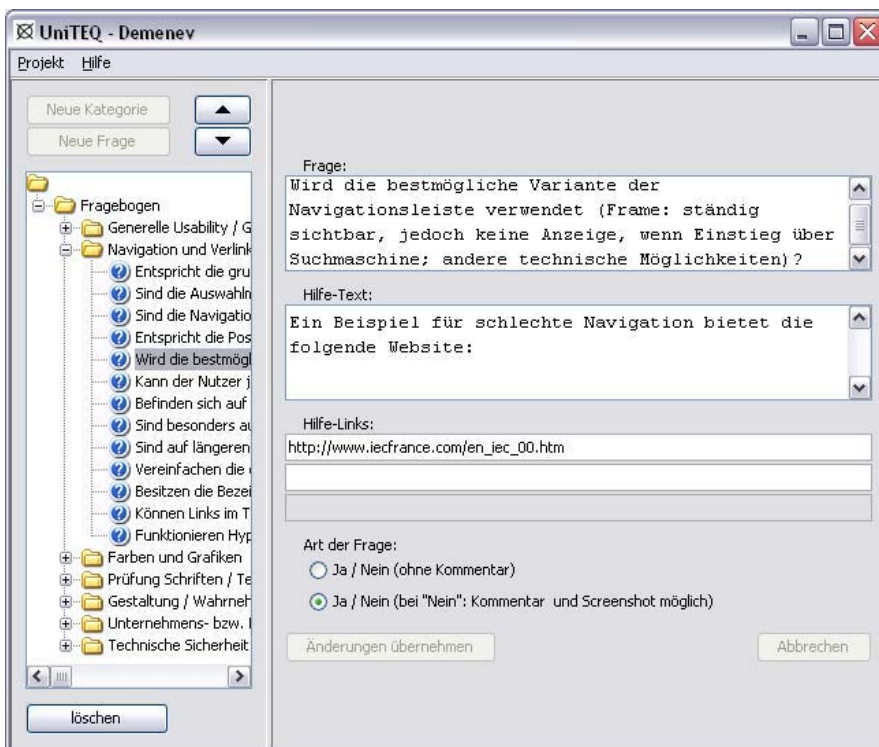 UniTEQ - Demenev
Projekt Hilfe
Neue Kategorie
Neue Frage
Fragebogen
Generelle Usability / G
Navigation und Verlink
Entspricht die gru
Sind die Auswahln
Sind die Navigatio
Entspricht die Pos
Wird die bestmögl
Kann der Nutzer j
Befinden sich auf
Sind besonders au
Sind auf längeren
Vereinfachen die
Besitzen die Bezei
Können Links im T
Funktionieren Hyp
Farben und Grafiken
Prüfung Schriften / Te
Gestaltung / Wahrneh
Unternehmens- bzw.
Technische Sicherheit
löschen
Frage:
Wird die bestmögliche Variante der
Navigationsleiste verwendet (Frame: ständig
sichtbar, jedoch keine Anzeige, wenn Einstieg über
Suchmaschine; andere technische Möglichkeiten)?
Hilfe-Text:
Ein Beispiel für schlechte Navigation bietet die
folgende Website:
Hilfe-Links:
http://www.iecfrance.com/en_iec_00.htm
Art der Frage:
Ja / Nein (ohne Kommentar)
Ja / Nein (bei "Nein": Kommentar und Screenshot möglich)
Änderungen übernehmen
Abbrechen